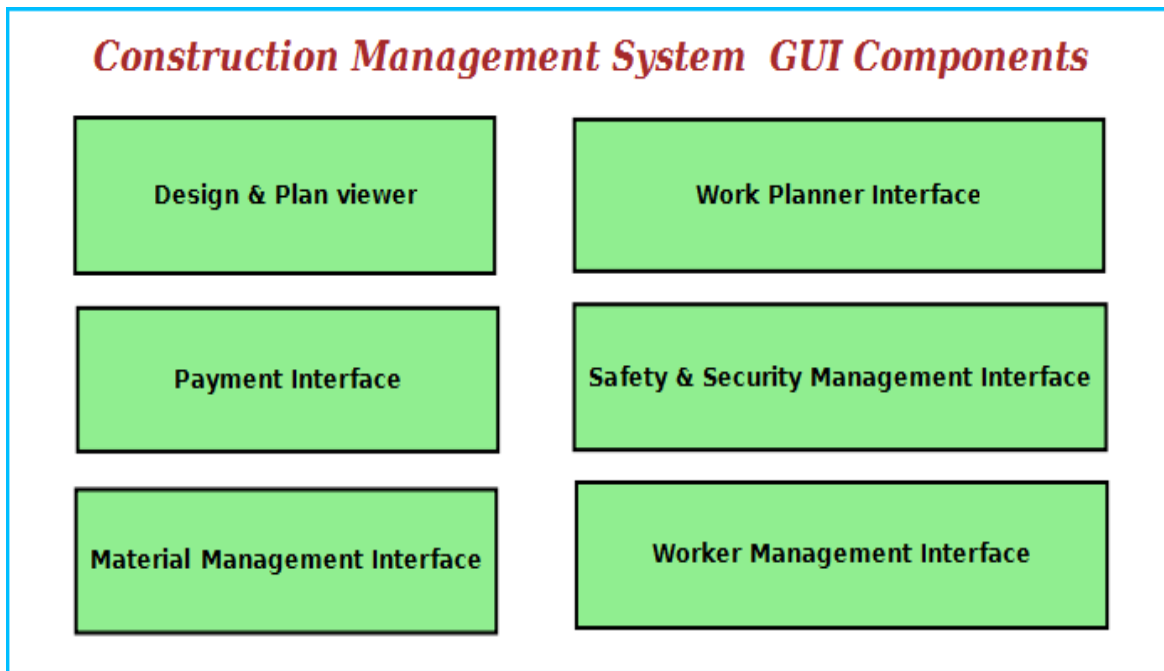 Construction Management System  GUI Components
Design & Plan viewer
Work Planner Interface
Payment Interface
Safety & Security Management Interface
Material Management Interface
Worker Management Interface